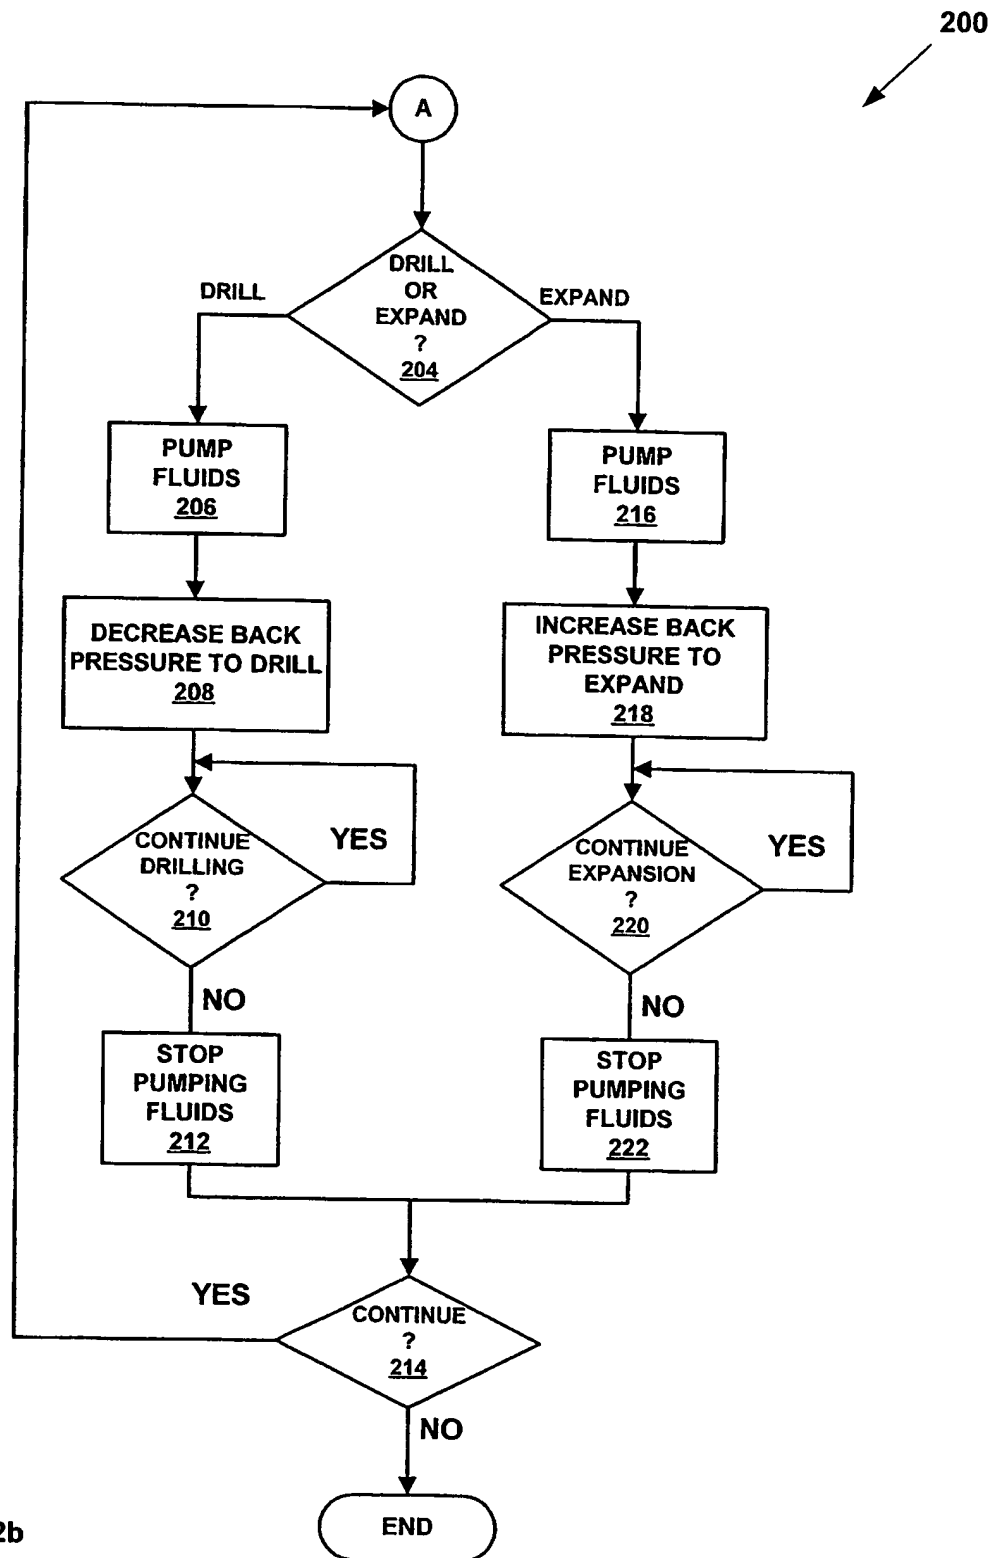 200
A
DRILL
OR
EXPAND
?
204
DRILL
EXPAND
PUMP
FLUIDS
206
PUMP
FLUIDS
216
DECREASE BACK
PRESSURE TO DRILL
208
INCREASE BACK
PRESSURE TO
EXPAND
218
CONTINUE
DRILLING
?
210
YES
CONTINUE
EXPANSION
?
220
YES
NO
NO
STOP
PUMPING
FLUIDS
212
STOP
PUMPING
FLUIDS
222
YES
CONTINUE
?
214
NO
END
2b